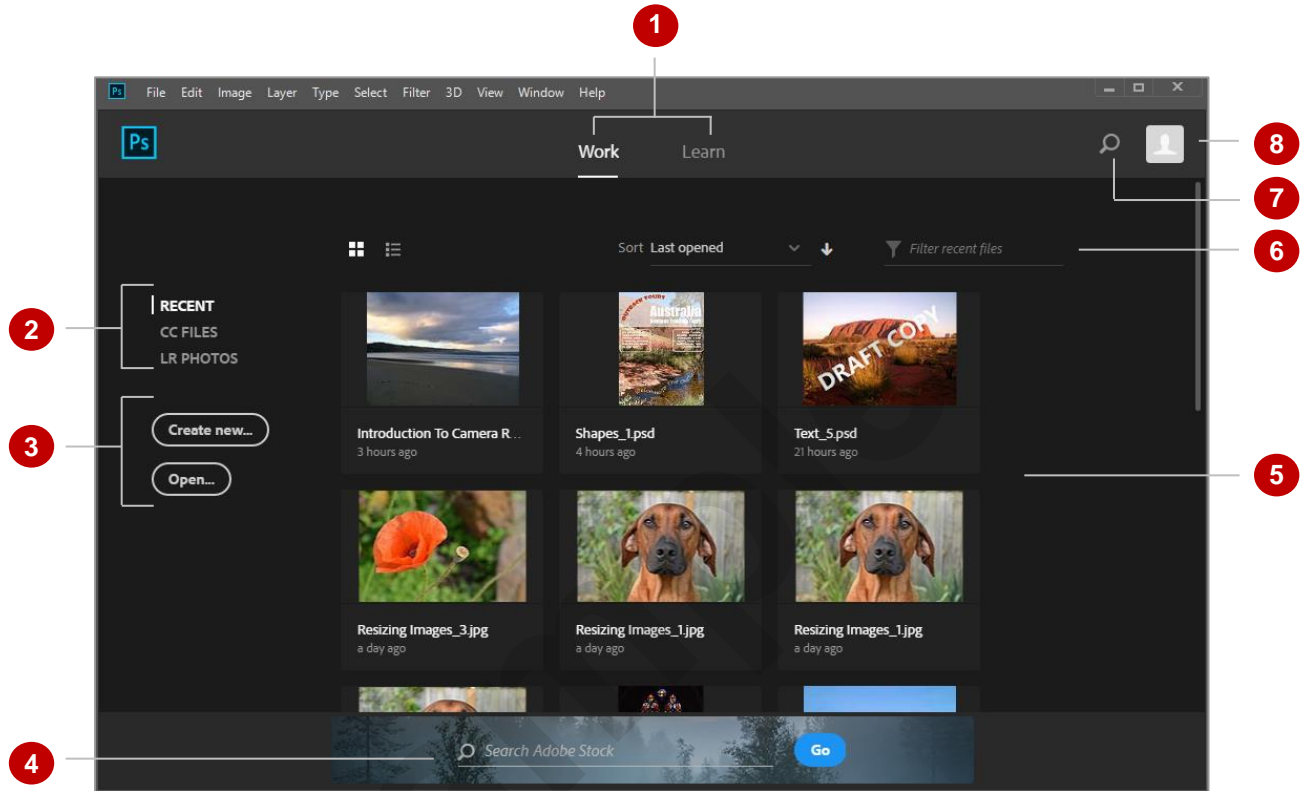 1
Ps File Edit Image Layer Type Select Filter 3D View Window Help
Ps
Work Learn
8
7
Sort Last opened
Filter recent files
6
2
RECENT
CC FILES
LR PHOTOS
3
Create new...
Open...
Australia
DRAFT COPY
Introduction To Camera R...
3 hours ago
Shapes_1.psd
4 hours ago
Text_5.psd
21 hours ago
5
Resizing Images_3.jpg
a day ago
Resizing Images_1.jpg
a day ago
Resizing Images_1.jpg
a day ago
4
Search Adobe Stock
Go